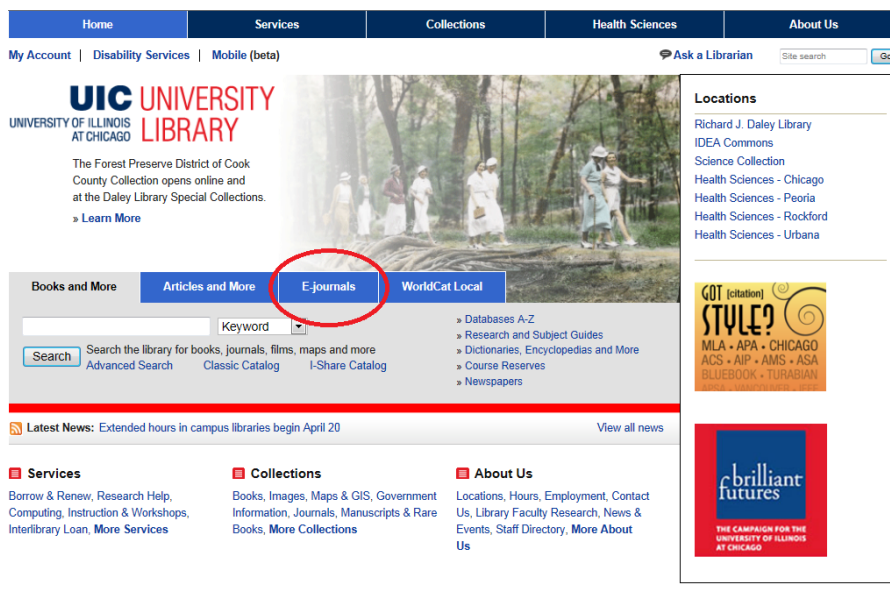 Home Services Collections Health Sciences About Us
My Account | Disability Services | Mobile (beta)
Ask a Librarian Site search
UIC UNIVERSITY
UNIVERSITY OF ILLINOIS
AT CHICAGO LIBRARY
The Forest Preserve District of Cook
County Collection opens online and
at the Daley Library Special Collections.
» Learn More
Locations
Richard J. Daley Library
IDEA Commons
Science Collection
Health Sciences - Chicago
Health Sciences - Peoria
Health Sciences - Rockford
Health Sciences - Urbana
Books and More Articles and More E-journals WorldCat Local
Keyword
Search
Search the library for books, journals, films, maps and more
Advanced Search Classic Catalog I-Share Catalog
» Databases A-Z
» Research and Subject Guides
» Dictionaries, Encyclopedias and More
» Course Reserves
» Newspapers
GOT [citation]
STYLE?
MLA • APA • CHICAGO
ACS • AIP • AMS • ASA
BLUEBOOK • TURABIAN
APSA • VANCOUVER • IEEE
Latest News: Extended hours in campus libraries begin April 20
View all news
Services
Borrow & Renew, Research Help,
Computing, Instruction & Workshops,
Interlibrary Loan, More Services
Collections
Books, Images, Maps & GIS, Government
Information, Journals, Manuscripts & Rare
Books, More Collections
About Us
Locations, Hours, Employment, Contact
Us, Library Faculty Research, News &
Events, Staff Directory, More About
Us
brilliant
futures
THE CAMPAIGN FOR THE
UNIVERSITY OF ILLINOIS
AT CHICAGO